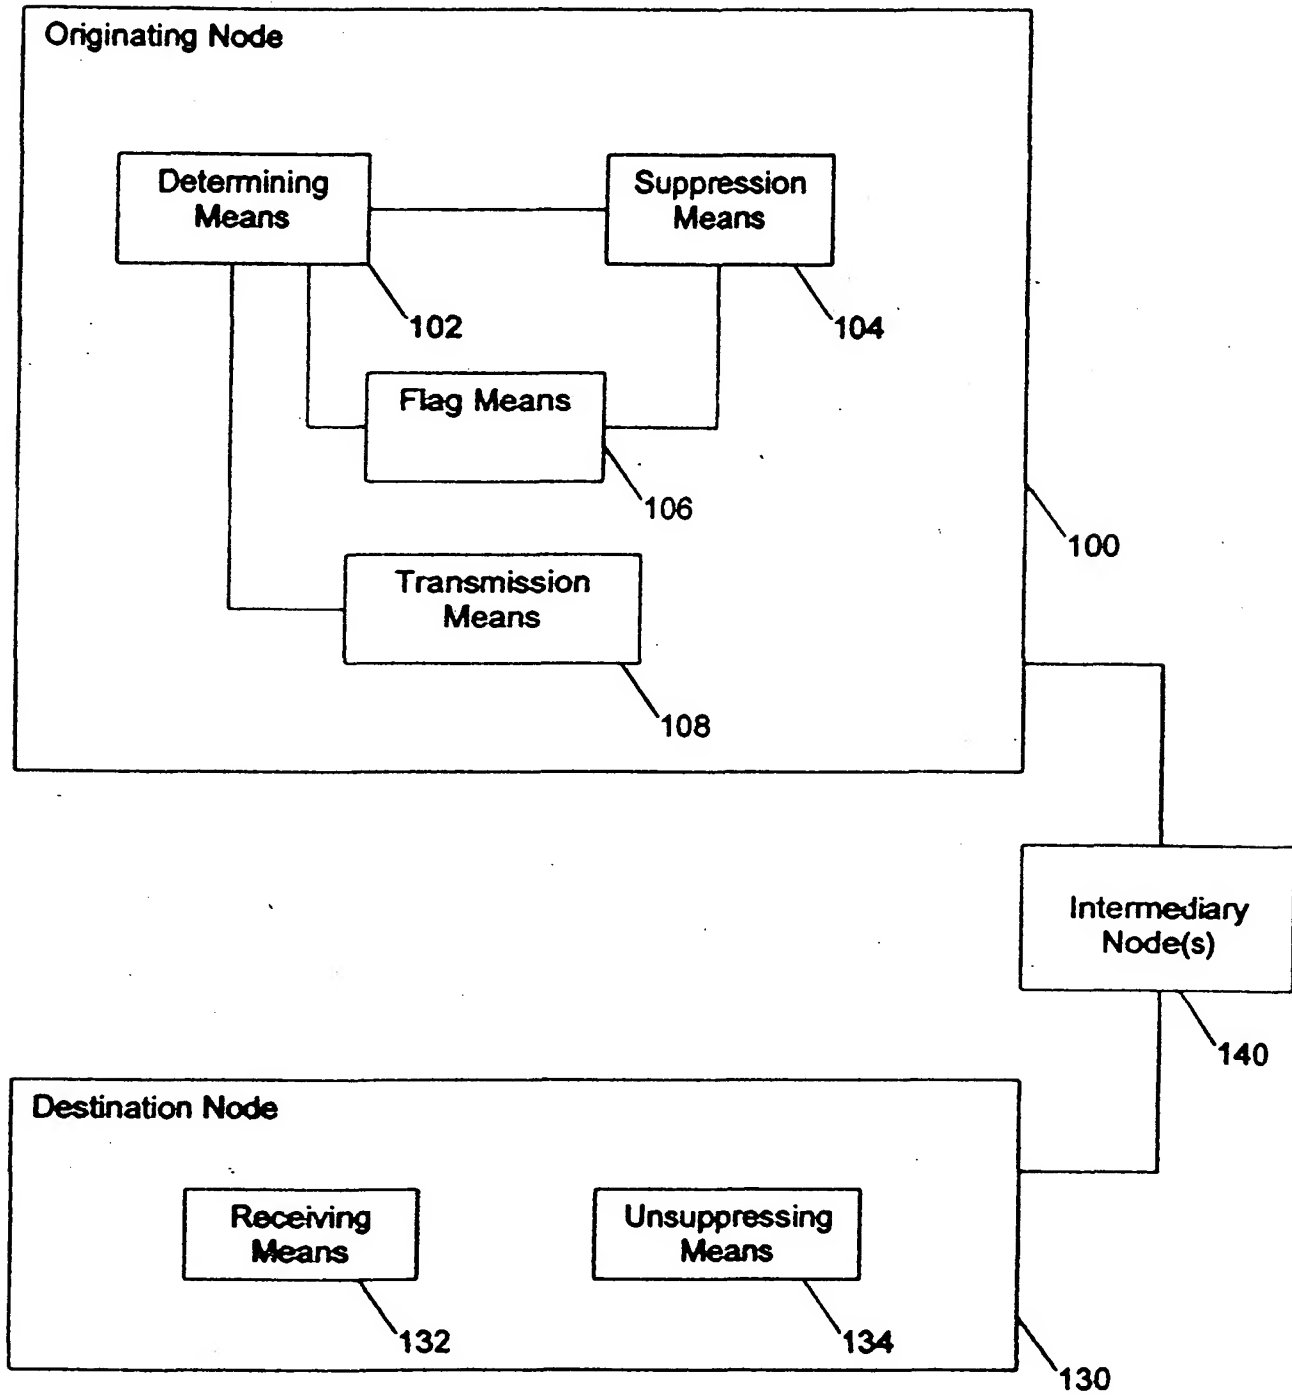 Originating Node
Determining
Means
Suppression
Means
102
104
Flag Means
106
100
Transmission
Means
108
Intermediary
Node(s)
140
Destination Node
Receiving
Means
Unsuppressing
Means
132
134
130